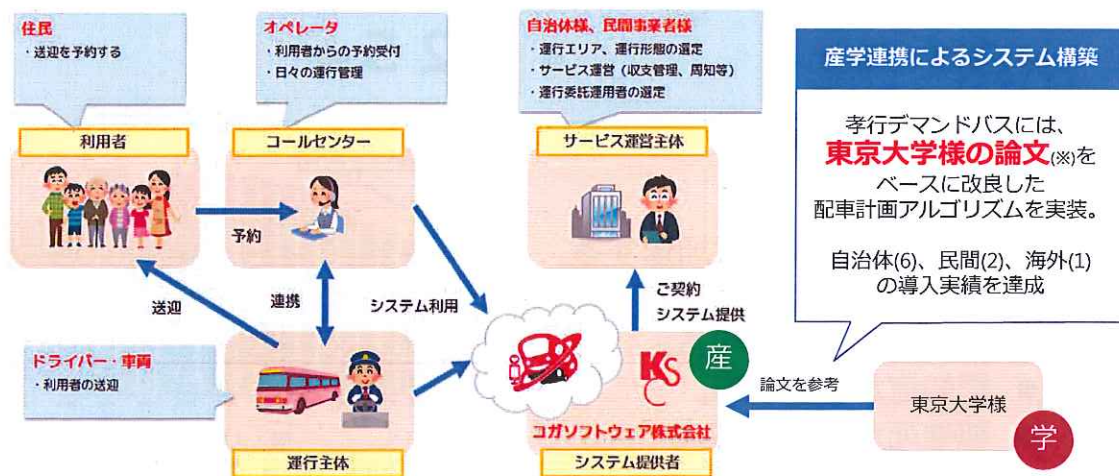 住民
・送迎を予約する
利用者
オペレータ
・利用者からの予約受付
・日々の運行管理
コールセンター
自治体様、民間事業者様
・運行エリア、運行形態の選定
・サービス運営（収支管理、周知等）
・運行委託運用者の選定
サービス運営主体
産学連携によるシステム構築
孝行デマンドバスには、
東京大学様の論文(※)を
ベースに改良した
配車計画アルゴリズムを実装。
自治体(6)、民間(2)、海外(1)
の導入実績を達成
予約
送迎
連携
システム利用
ご契約
システム提供
ドライバー・車両
・利用者の送迎
運行主体
KCS
産
コガソフトウェア株式会社
システム提供者
論文を参考
東京大学様
学